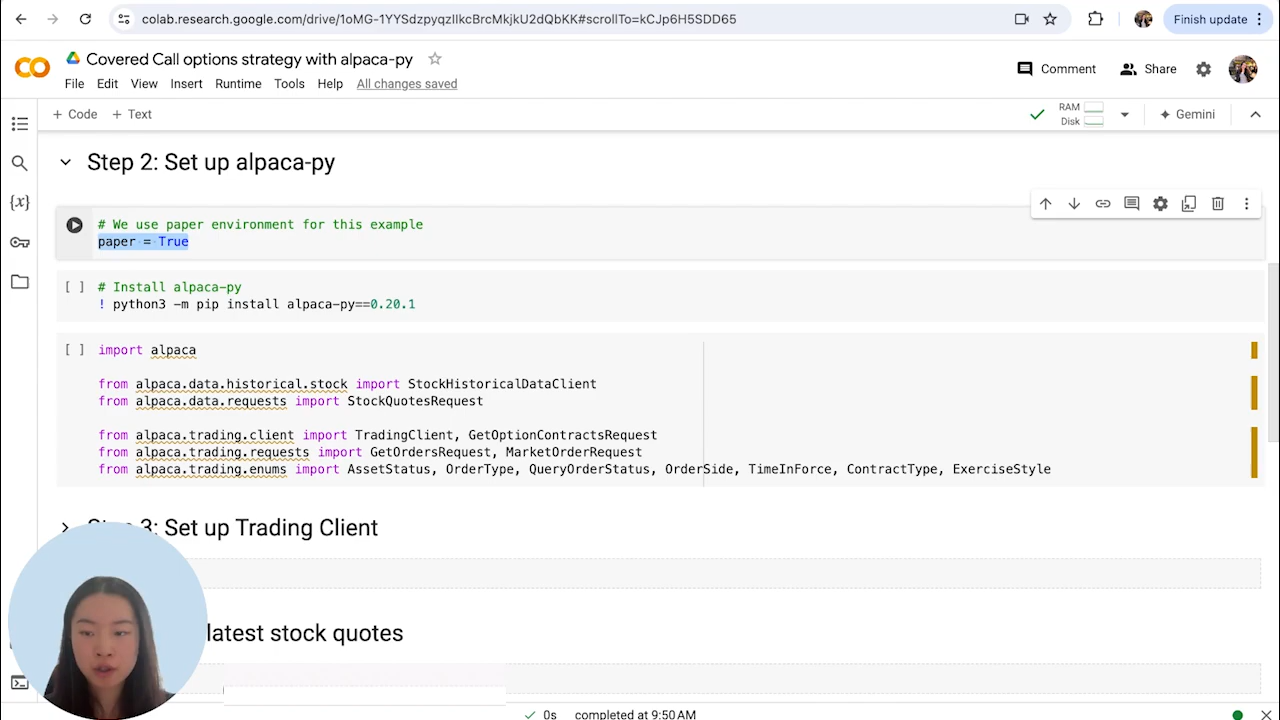 colab.research.google.com/drive/1oMG-1YYSdzpyqzIlkcBrcMkjkU2dQbKK#scrollTo=kCJp6H5SDD65
Finish update
Covered Call options strategy with alpaca-py
File Edit View Insert Runtime Tools Help All changes saved
Comment Share
+ Code + Text
RAM
Disk
Gemini
Step 2: Set up alpaca-py
# We use paper environment for this example
paper = True
[ ] # Install alpaca-py
! python3 -m pip install alpaca-py==0.20.1
[ ] import alpaca
from alpaca.data.historical.stock import StockHistoricalDataClient
from alpaca.data.requests import StockQuotesRequest
from alpaca.trading.client import TradingClient, GetOptionContractsRequest
from alpaca.trading.requests import GetOrdersRequest, MarketOrderRequest
from alpaca.trading.enums import AssetStatus, OrderType, QueryOrderStatus, OrderSide, TimeInForce, ContractType, ExerciseStyle
Step 3: Set up Trading Client
latest stock quotes
{x}
0s completed at 9:50 AM